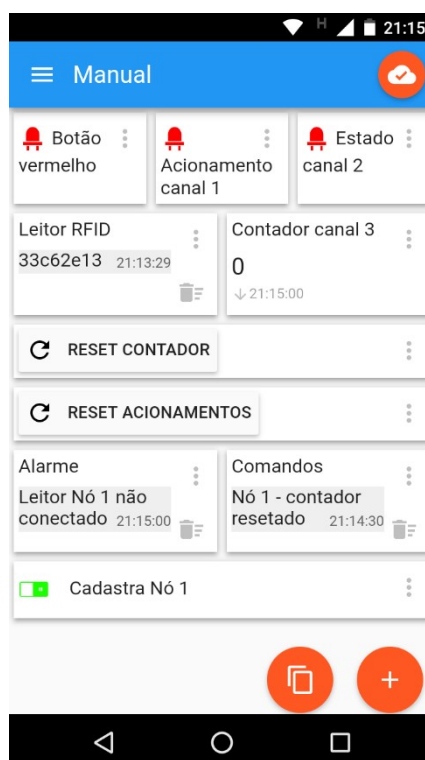 H 21:15
Manual
Botão
vermelho
Acionamento
canal 1
Estado
canal 2
Leitor RFID
33c62e13 21:13:29
Contador canal 3
0
↓21:15:00
RESET CONTADOR
RESET ACIONAMENTOS
Alarme
Leitor Nó 1 não
conectado 21:15:00
Comandos
Nó 1 - contador
resetado 21:14:30
Cadastra Nó 1